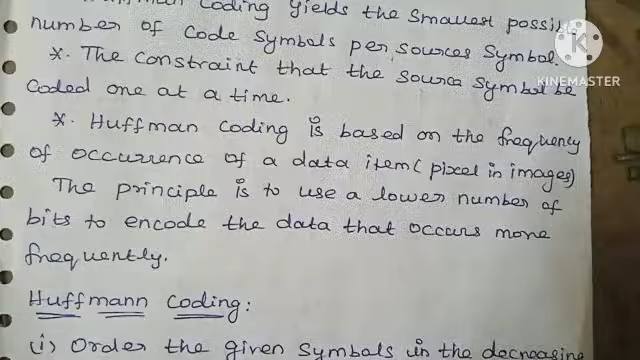 Huffman Coding yields the smallest possible
number of Code symbols per sources Symbol.
*. The constraint that the source symbol be
Coded one at a time.
*. Huffman coding is based on the frequency
of occurrence of a data item (pixel in images)
The principle is to use a lower number of
bits to encode the data that occurs more
frequently.
Huffmann Coding:
(i) Order the given symbols in the decreasing
KINEMASTER